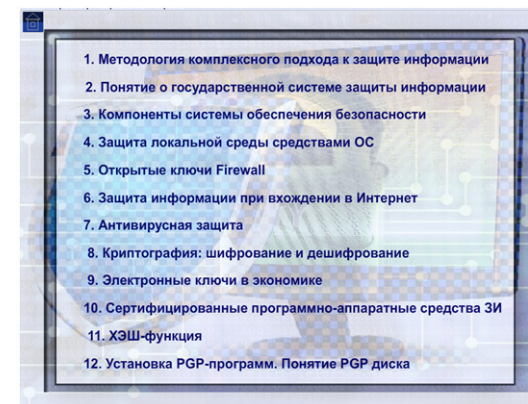 1. Методология комплексного подхода к защите информации
2. Понятие о государственной системе защиты информации
3. Компоненты системы обеспечения безопасности
4. Защита локальной среды средствами ОС
5. Открытые ключи Firewall
6. Защита информации при вхождении в Интернет
7. Антивирусная защита
8. Криптография: шифрование и дешифрование
9. Электронные ключи в экономике
10. Сертифицированные программно-аппаратные средства ЗИ
11. ХЭШ-функция
12. Установка PGP-программ. Понятие PGP диска